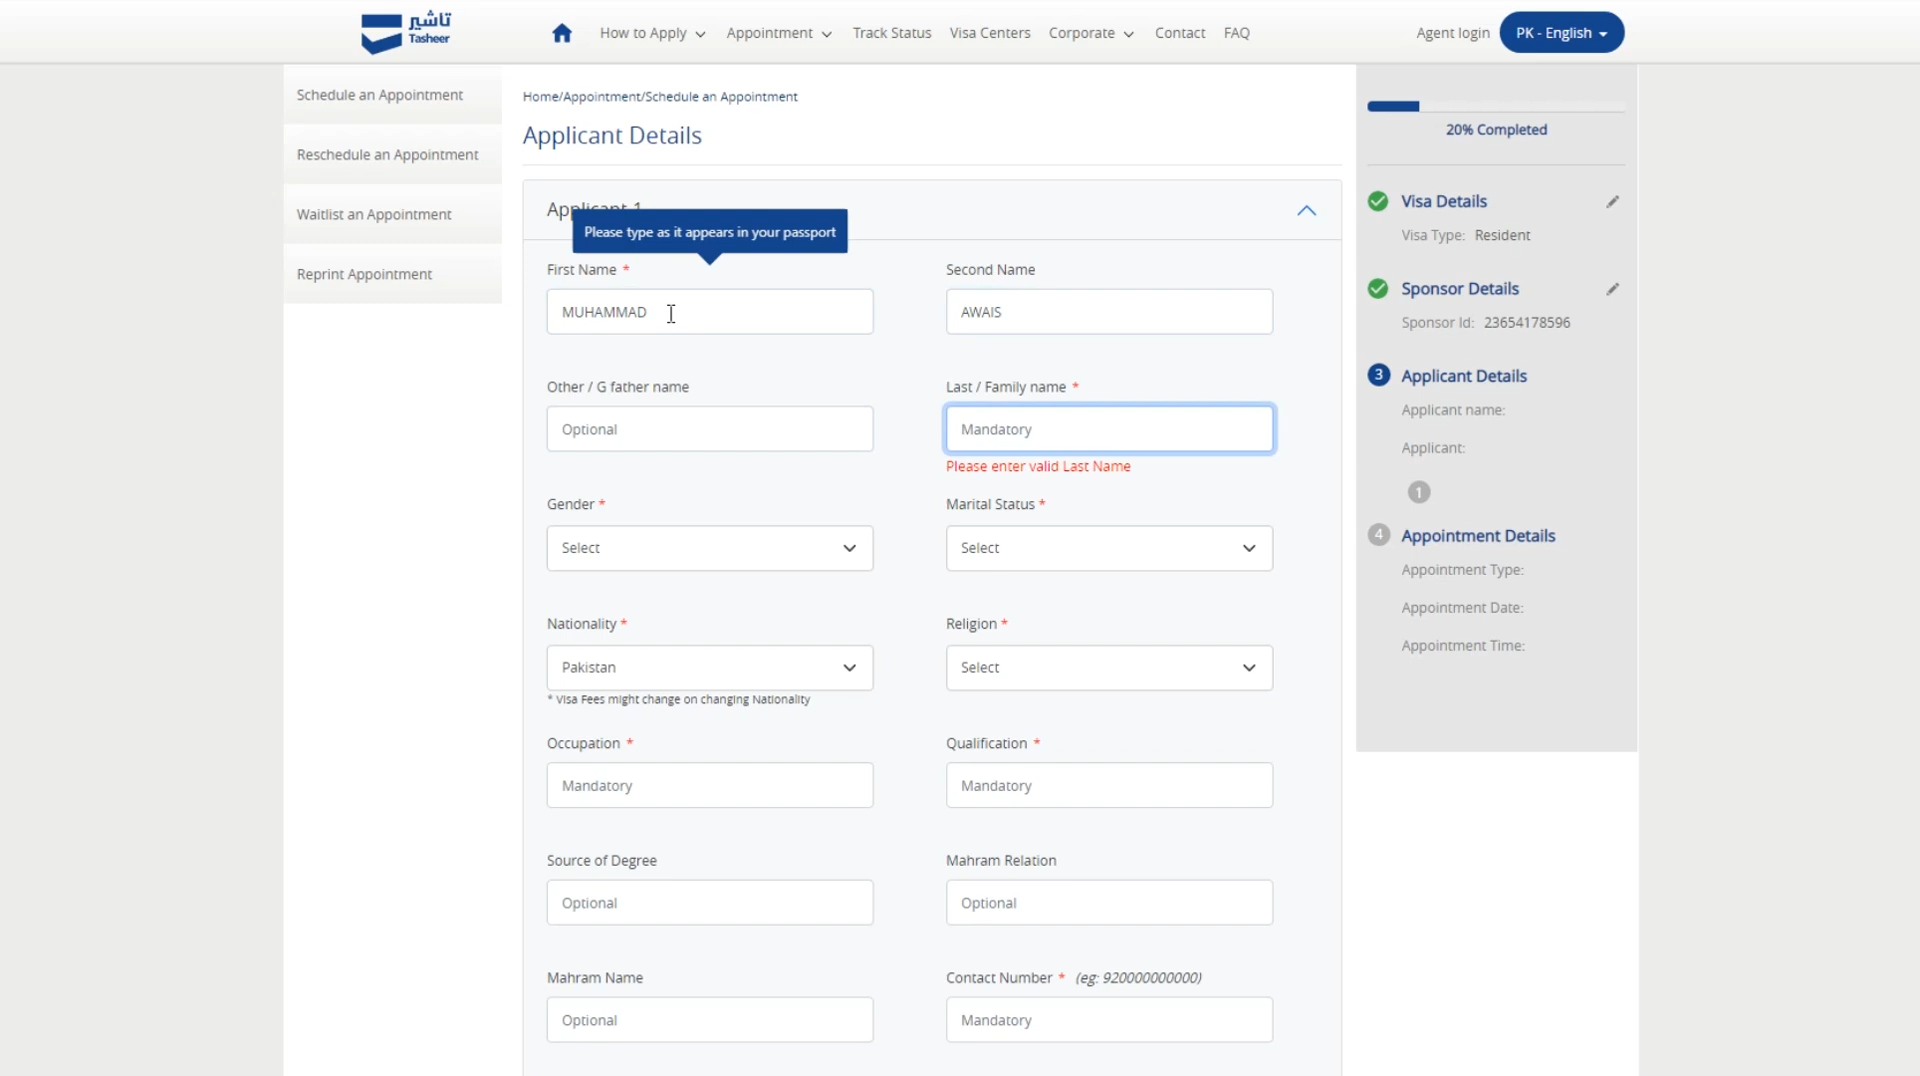 تاشير
Tasheer
How to Apply
Appointment
Track Status
Visa Centers
Corporate
Contact
FAQ
Agent login
PK - English
Schedule an Appointment
Reschedule an Appointment
Waitlist an Appointment
Reprint Appointment
Home/Appointment/Schedule an Appointment
Applicant Details
Applicant 1
Please type as it appears in your passport
First Name *
Second Name
MUHAMMAD
AWAIS
Other / G father name
Last / Family name *
Optional
Mandatory
Please enter valid Last Name
Gender *
Marital Status *
Select
Select
Nationality *
Religion *
Pakistan
Select
* Visa Fees might change on changing Nationality
Occupation *
Qualification *
Mandatory
Mandatory
Source of Degree
Mahram Relation
Optional
Optional
Mahram Name
Contact Number * (eg: 920000000000)
Optional
Mandatory
20% Completed
Visa Details
Visa Type: Resident
Sponsor Details
Sponsor Id: 23654178596
3 Applicant Details
Applicant name:
Applicant:
1
4 Appointment Details
Appointment Type:
Appointment Date:
Appointment Time: